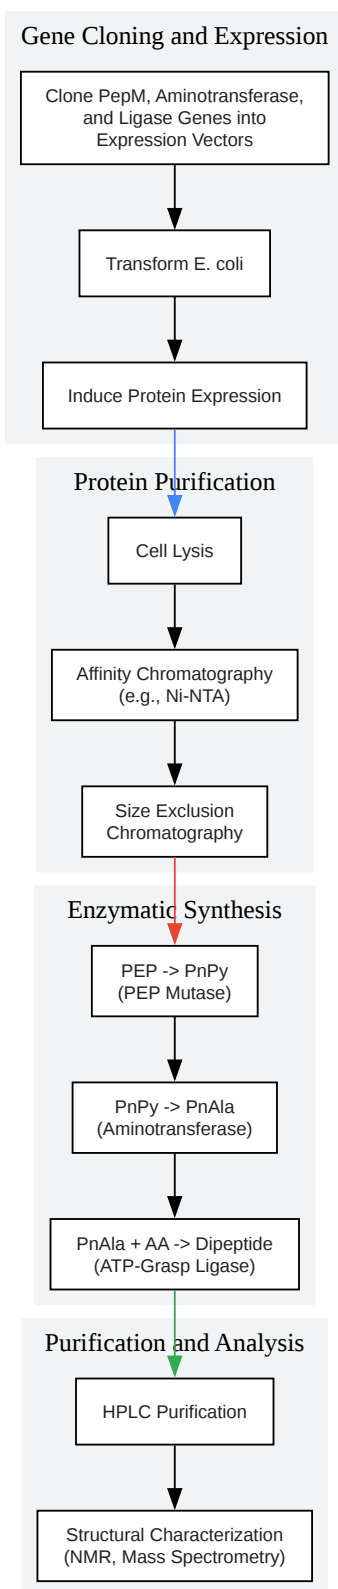 Gene Cloning and Expression
Clone PepM, Aminotransferase,
and Ligase Genes into
Expression Vectors
Transform E. coli
Induce Protein Expression
Protein Purification
Cell Lysis
Affinity Chromatography
(e.g., Ni-NTA)
Size Exclusion
Chromatography
Enzymatic Synthesis
PEP -> PnPy
(PEP Mutase)
PnPy -> PnAla
(Aminotransferase)
PnAla + AA -> Dipeptide
(ATP-Grasp Ligase)
Purification and Analysis
HPLC Purification
Structural Characterization
(NMR, Mass Spectrometry)